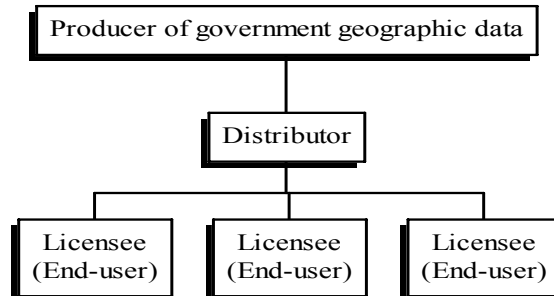 Producer of government geographic data
Distributor
Licensee
(End-user)
Licensee
(End-user)
Licensee
(End-user)